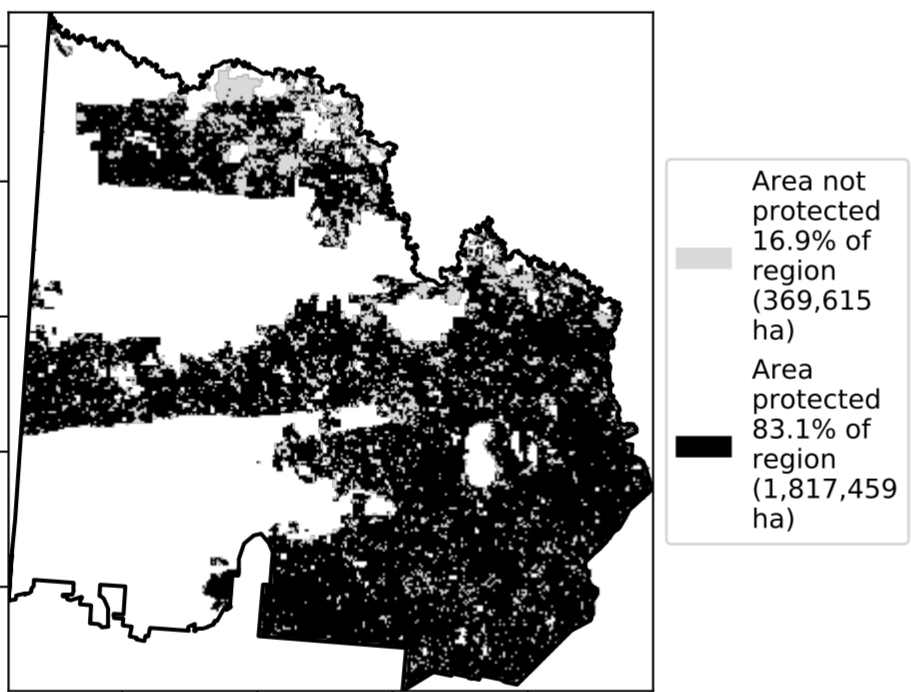 Area not
protected
16.9% of
region
(369,615
ha)
Area
protected
83.1% of
region
(1,817,459
ha)